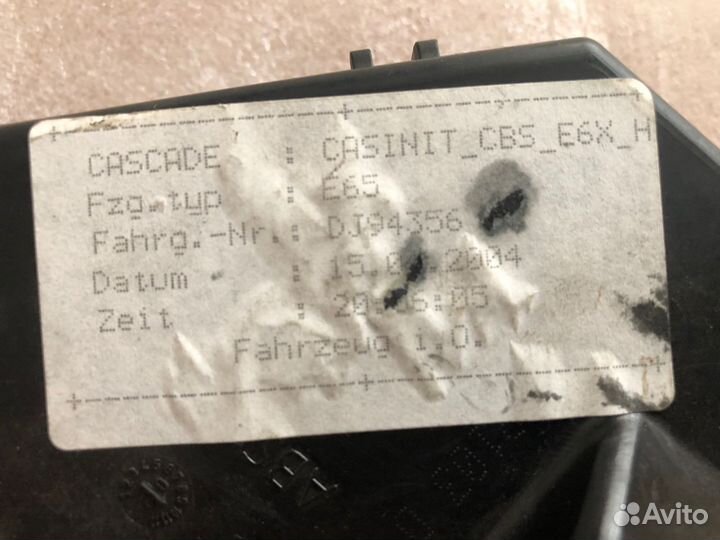 CASCADE : CASINIT_CBS_E6X_H
Fzg.typ : E65
Fahrg.-Nr.: DJ94356
Datum :
Zeit :
Fahrzeug i.O.
Avito